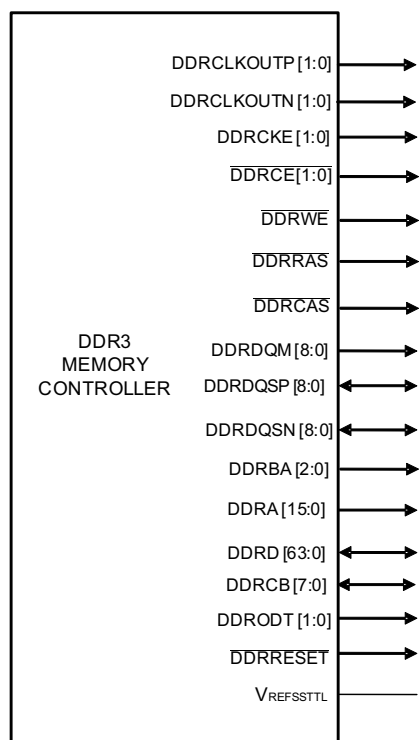 DDRCLKOUTP[1:0]
DDRCLKOUTN[1:0]
DDRCKE[1:0]
DDRCE[1:0]
DDRWE
DDRRAS
DDRCAS
DDR3
MEMORY
CONTROLLER
DDRDQM[8:0]
DDRDQSP[8:0]
DDRDQSN[8:0]
DDRBA[2:0]
DDRA[15:0]
DDRD[63:0]
DDRCB[7:0]
DDRODT[1:0]
DDRRESET
VREFSSTTL